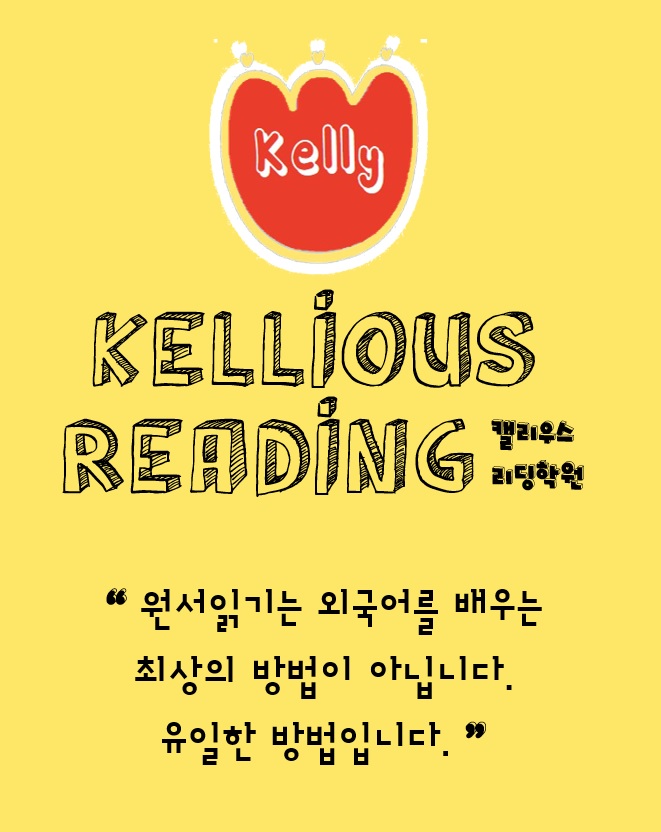 Kelly
KELLiOUS
READiNG
캘리우스
리딩학원
“ 원서읽기는 외국어를 배우는
최상의 방법이 아닙니다.
유일한 방법입니다. ”